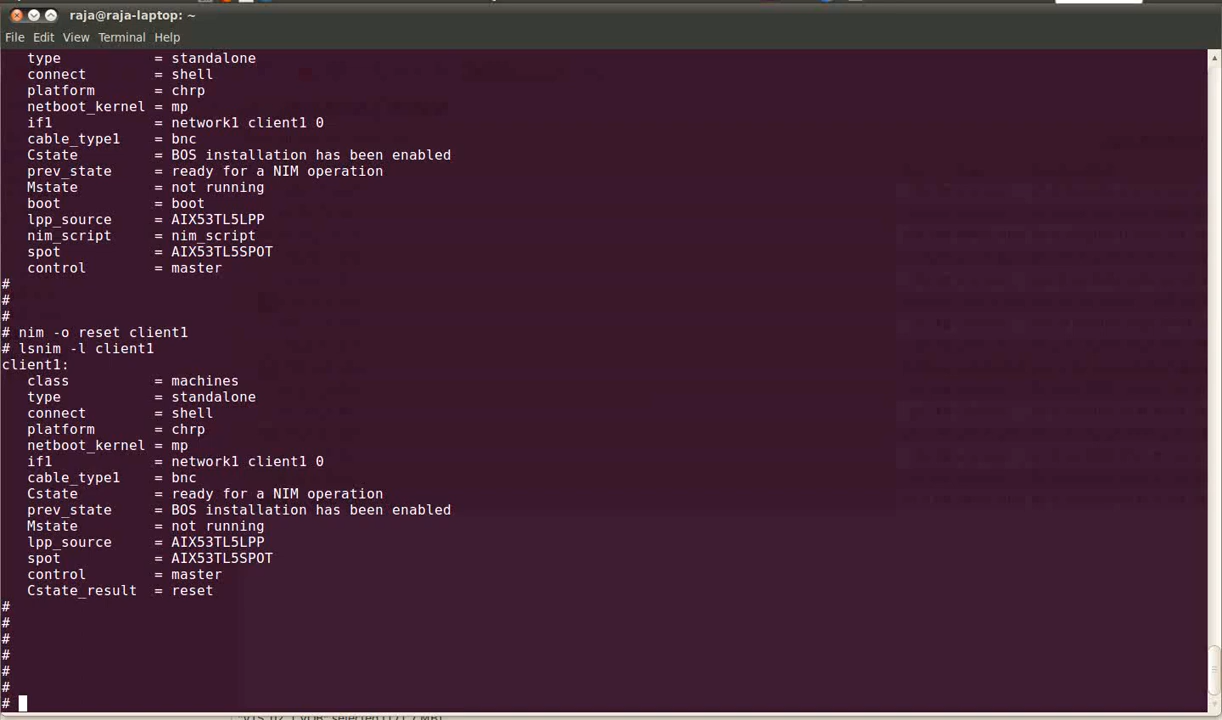 raja@raja-laptop: ~
File Edit View Terminal Help
type = standalone
connect = shell
platform = chrp
netboot_kernel = mp
if1 = network1 client1 0
cable_type1 = bnc
Cstate = BOS installation has been enabled
prev_state = ready for a NIM operation
Mstate = not running
boot = boot
lpp_source = AIX53TL5LPP
nim_script = nim_script
spot = AIX53TL5SPOT
control = master
#
#
#
# nim -o reset client1
# lsnim -l client1
client1:
class = machines
type = standalone
connect = shell
platform = chrp
netboot_kernel = mp
if1 = network1 client1 0
cable_type1 = bnc
Cstate = ready for a NIM operation
prev_state = BOS installation has been enabled
Mstate = not running
lpp_source = AIX53TL5LPP
spot = AIX53TL5SPOT
control = master
Cstate_result = reset
#
#
#
#
#
#
#